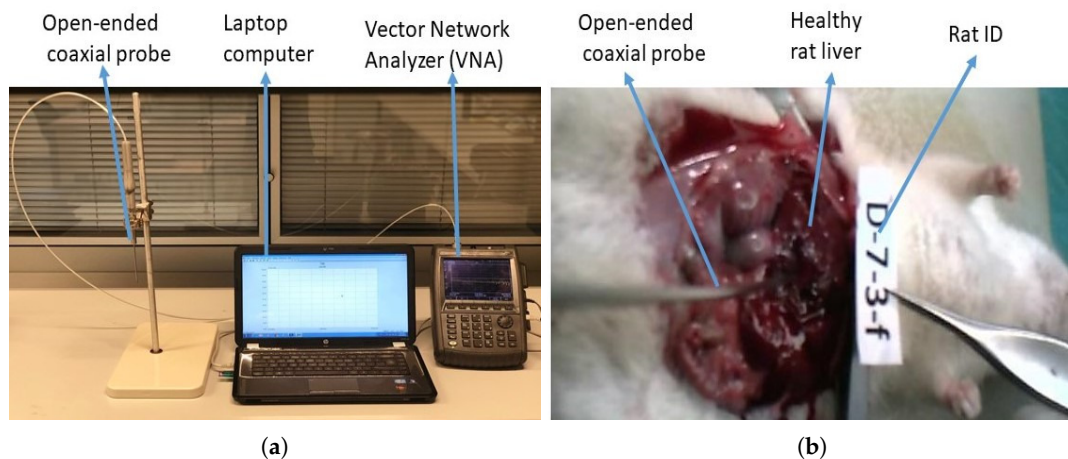 Open-ended
coaxial probe
Laptop
computer
Vector Network
Analyzer (VNA)
Open-ended
coaxial probe
Healthy
rat liver
Rat ID
D-7-3-f
(a)
(b)